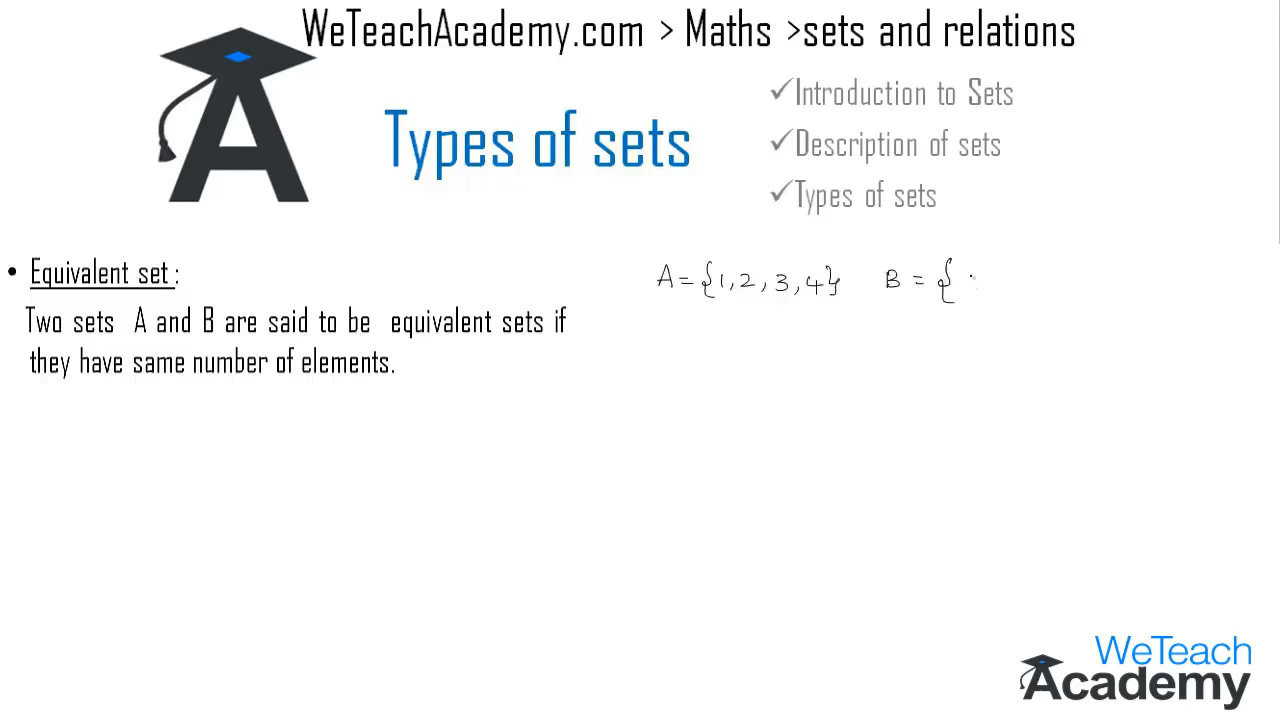 WeTeachAcademy.com > Maths >sets and relations
Types of sets
✓Introduction to Sets
✓Description of sets
✓Types of sets
• Equivalent set :
Two sets A and B are said to be equivalent sets if
they have same number of elements.
A = {1, 2, 3, 4} B = {
WeTeach
Academy